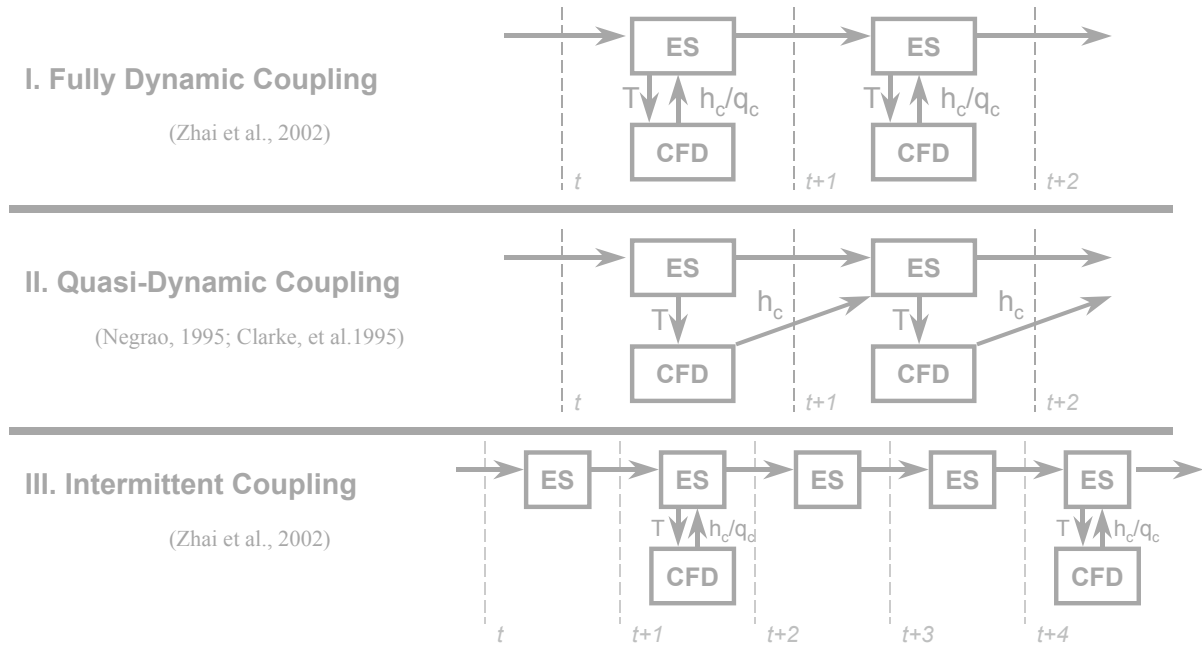 ES
ES
I. Fully Dynamic Coupling
T
h_c/q_c
T
h_c/q_c
(Zhai et al., 2002)
CFD
CFD
t
t+1
t+2
ES
ES
II. Quasi-Dynamic Coupling
T
h_c
T
h_c
(Negrao, 1995; Clarke, et al.1995)
CFD
CFD
t
t+1
t+2
III. Intermittent Coupling
ES
ES
ES
ES
ES
T
h_c/q_d
T
h_c/q_c
(Zhai et al., 2002)
CFD
CFD
t
t+1
t+2
t+3
t+4